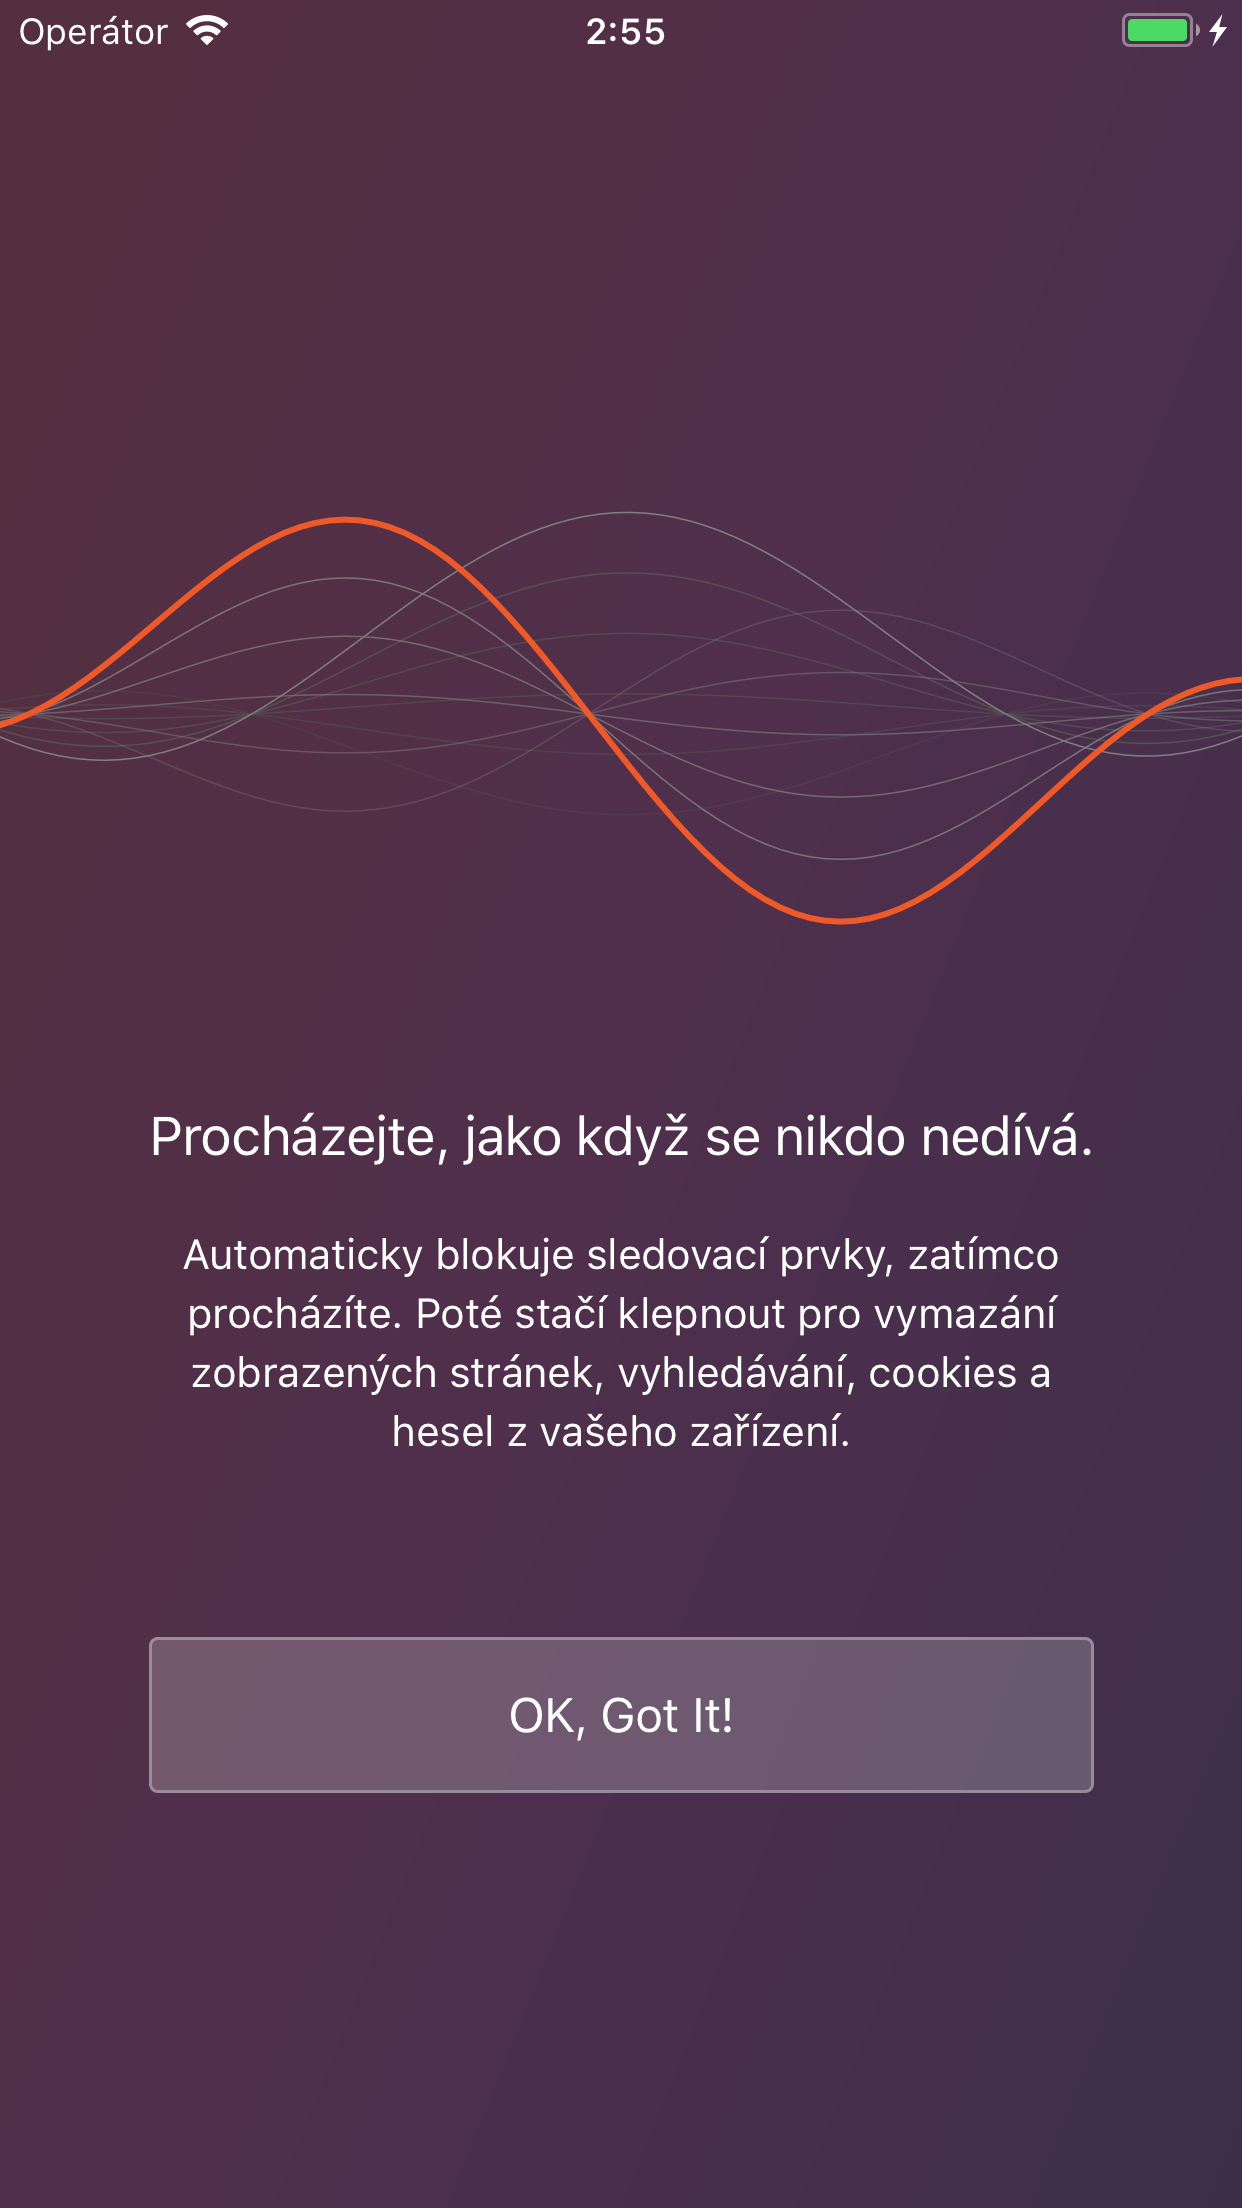 Operátor
2:55
Procházejte, jako když se nikdo nedívá.
Automaticky blokuje sledovací prvky, zatímco
procházíte. Poté stačí klepnout pro vymazání
zobrazených stránek, vyhledávání, cookies a
hesel z vašeho zařízení.
OK, Got It!